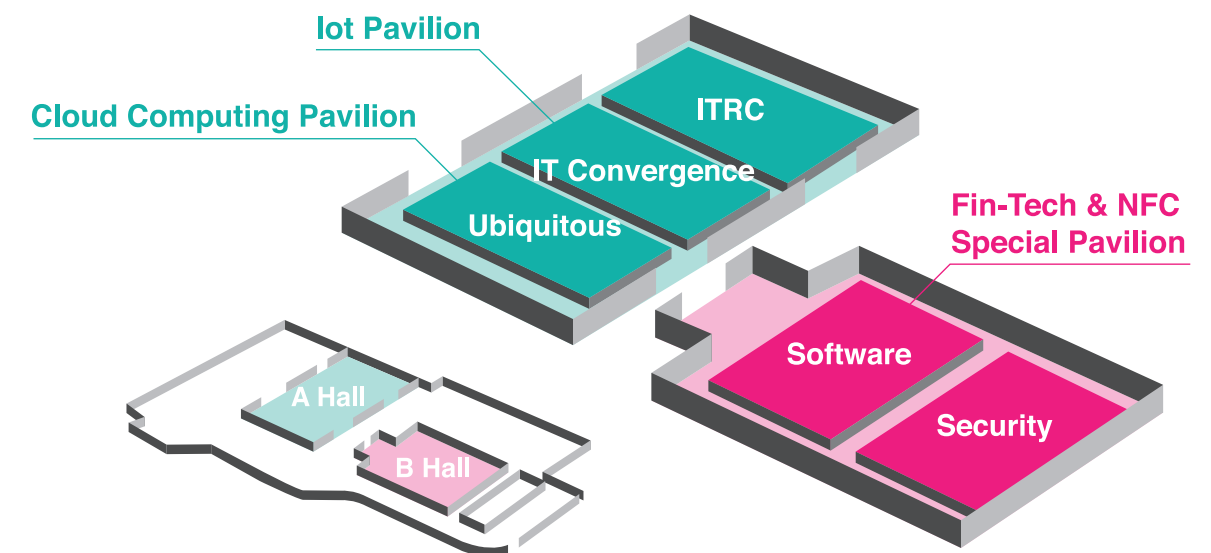 Iot Pavilion
Cloud Computing Pavilion
ITRC
IT Convergence
Ubiquitous
Fin-Tech & NFC
Special Pavilion
Software
Security
A Hall
B Hall